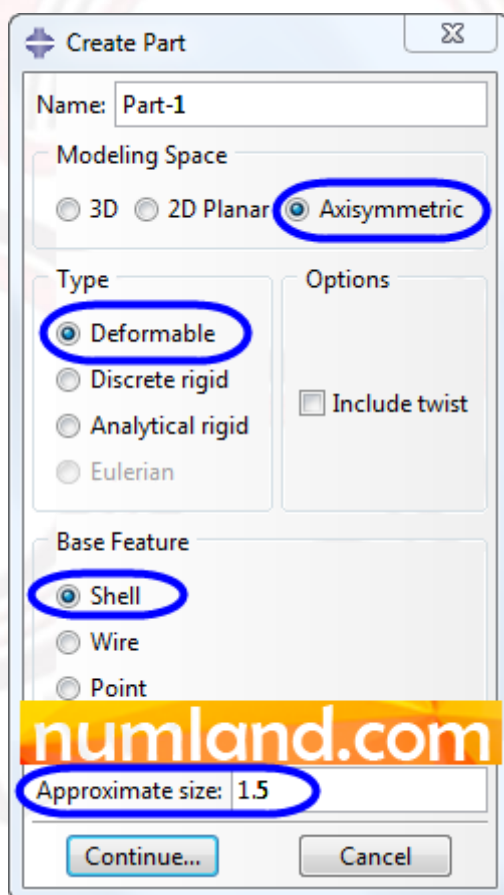 Create Part
Name: Part-1
Modeling Space
3D 2D Planar Axisymmetric
Type
Deformable
Discrete rigid
Analytical rigid
Eulerian
Options
Include twist
Base Feature
Shell
Wire
Point
numland.com
Approximate size: 1.5
Continue... Cancel